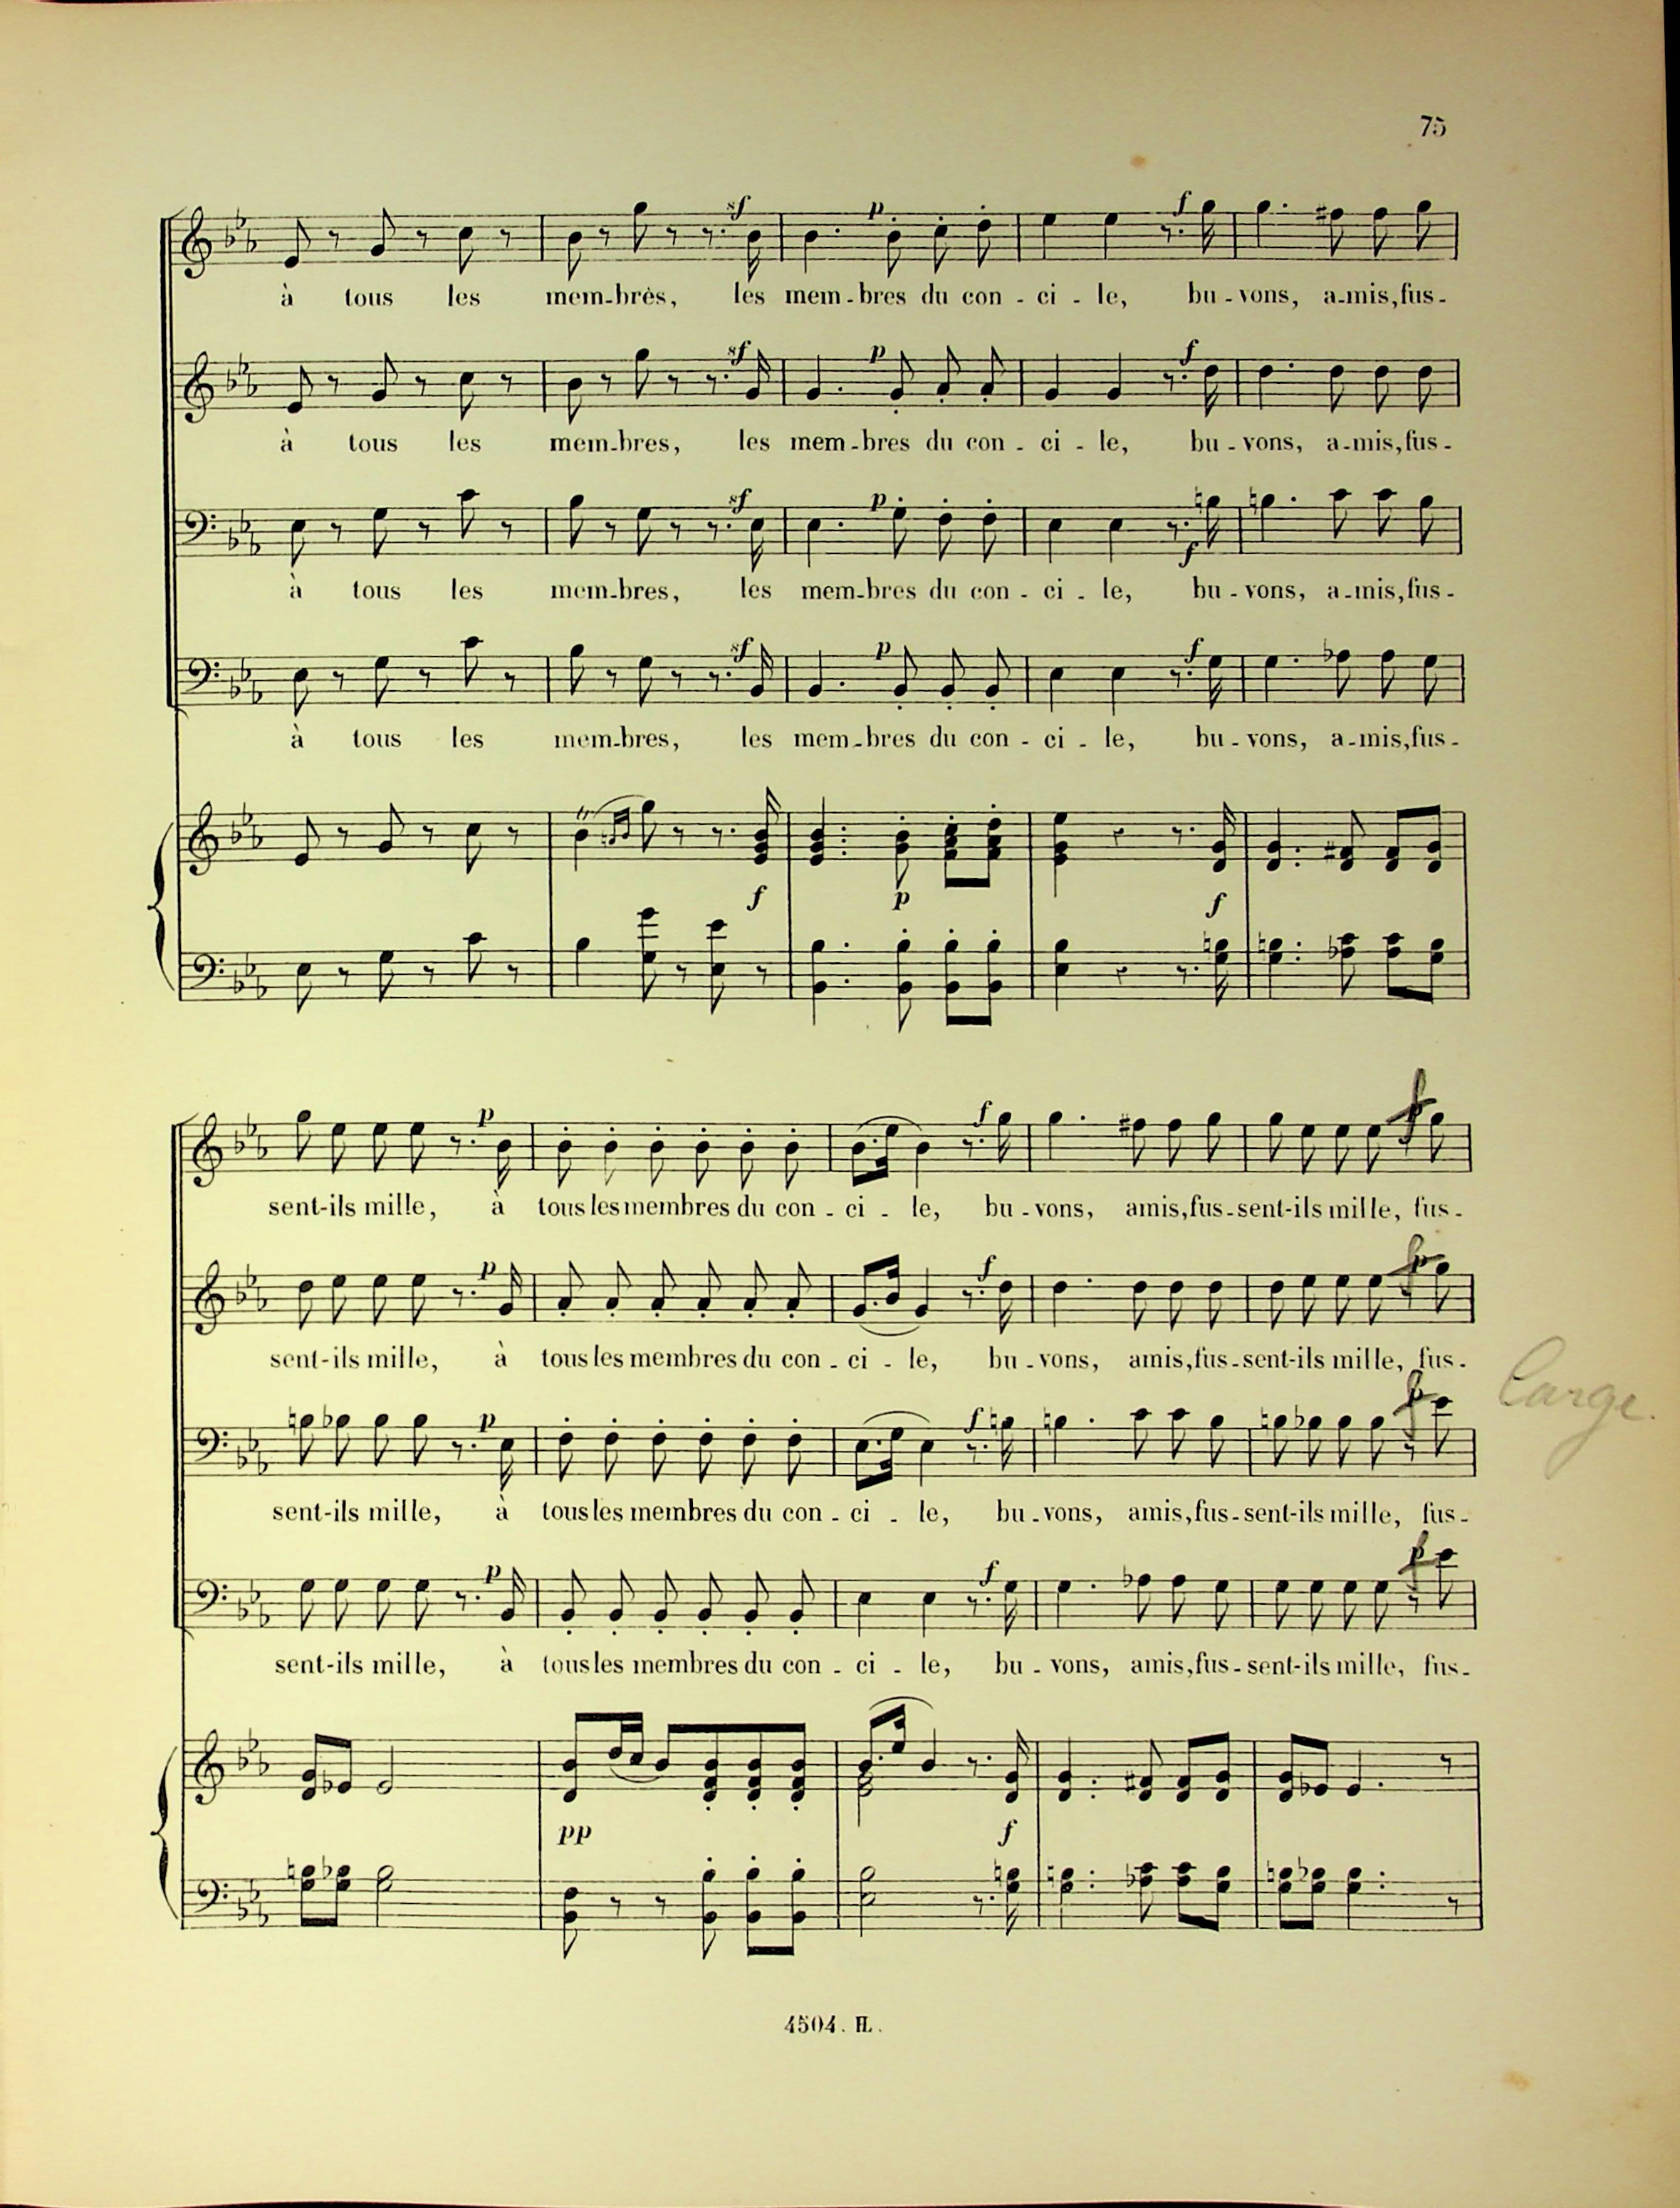 75
sf p f
à tous les mem-brès, les mem-bres du con-ci-le, bu-vons, a-mis, fus-
sf p f
à tous les mem-bres, les mem-bres du con-ci-le, bu-vons, a-mis, fus-
sf p f
à tous les mem-bres, les mem-bres du con-ci-le, bu-vons, a-mis, fus-
sf p f
à tous les mem-bres, les mem-bres du con-ci-le, bu-vons, a-mis, fus-
f p f
p f f
sent-ils mille, à tous les membres du con-ci-le, bu-vons, amis, fus-sent-ils mille, fus-
p f f
sent-ils mille, à tous les membres du con-ci-le, bu-vons, amis, fus-sent-ils mille, fus-
Large.
p f f
sent-ils mille, à tous les membres du con-ci-le, bu-vons, amis, fus-sent-ils mille, fus-
p f f
sent-ils mille, à tous les membres du con-ci-le, bu-vons, amis, fus-sent-ils mille, fus-
pp f
4504. H.